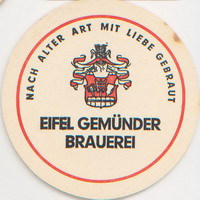 NACH ALTER ART MIT LIEBE GEBRAUT
EIFEL GEMÜNDER
BRAUEREI